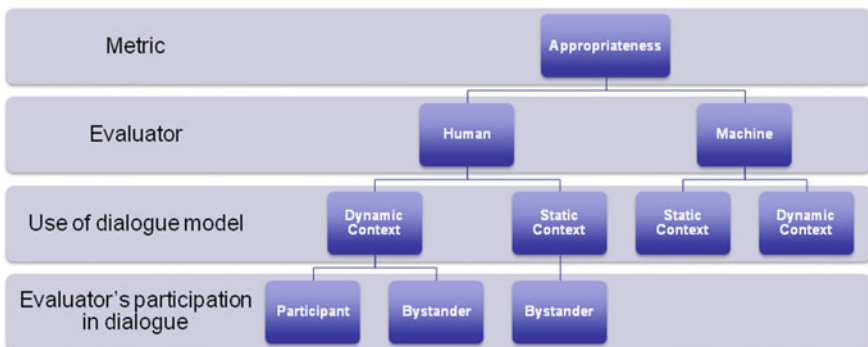 Metric
Appropriateness
Evaluator
Human
Machine
Use of dialogue model
Dynamic
Context
Static
Context
Static
Context
Dynamic
Context
Evaluator's participation
in dialogue
Participant
Bystander
Bystander